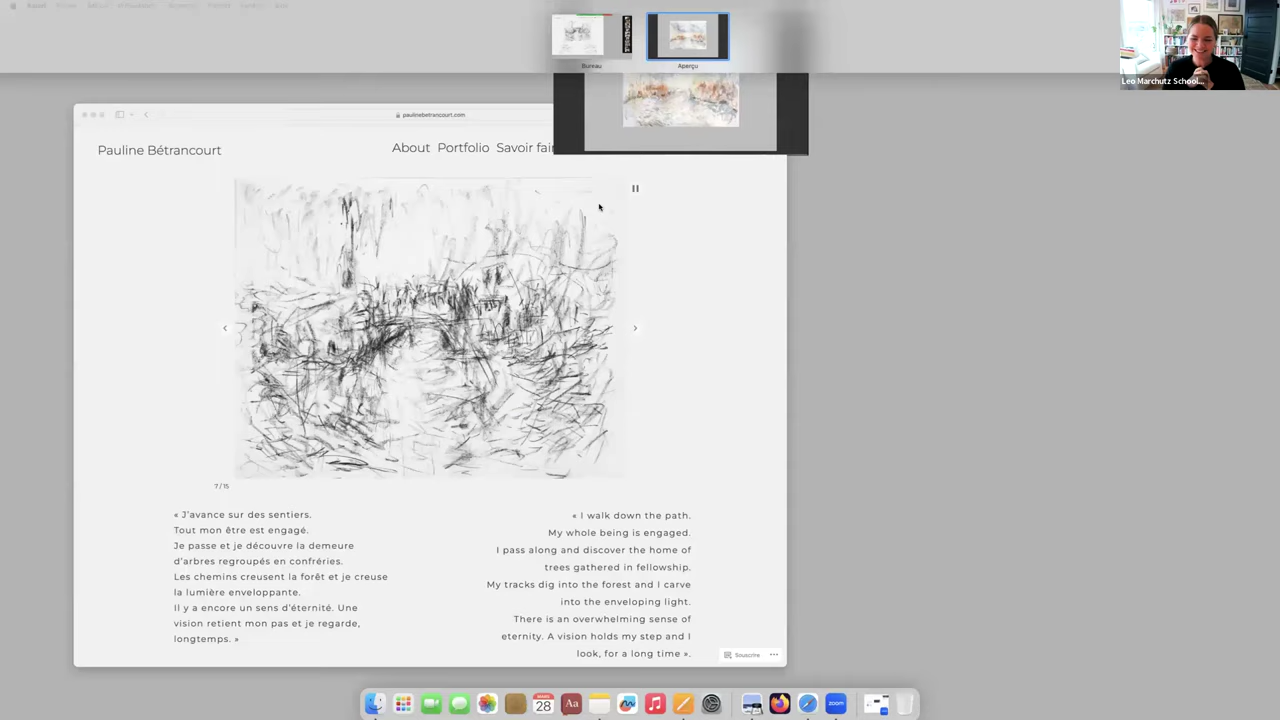 Bureau
Aperçu
Leo Marchutz School...
paulinebetrancourt.com
Pauline Bétrancourt
About Portfolio Savoir fair
7 / 15
« J'avance sur des sentiers.
Tout mon être est engagé.
Je passe et je découvre la demeure
d'arbres regroupés en confréries.
Les chemins creusent la forêt et je creuse
la lumière enveloppante.
Il y a encore un sens d'éternité. Une
vision retient mon pas et je regarde,
longtemps. »
« I walk down the path.
My whole being is engaged.
I pass along and discover the home of
trees gathered in fellowship.
My tracks dig into the forest and I carve
into the enveloping light.
There is an overwhelming sense of
eternity. A vision holds my step and I
look, for a long time ».
Souscrire
MARDI
28
Aa
zoom